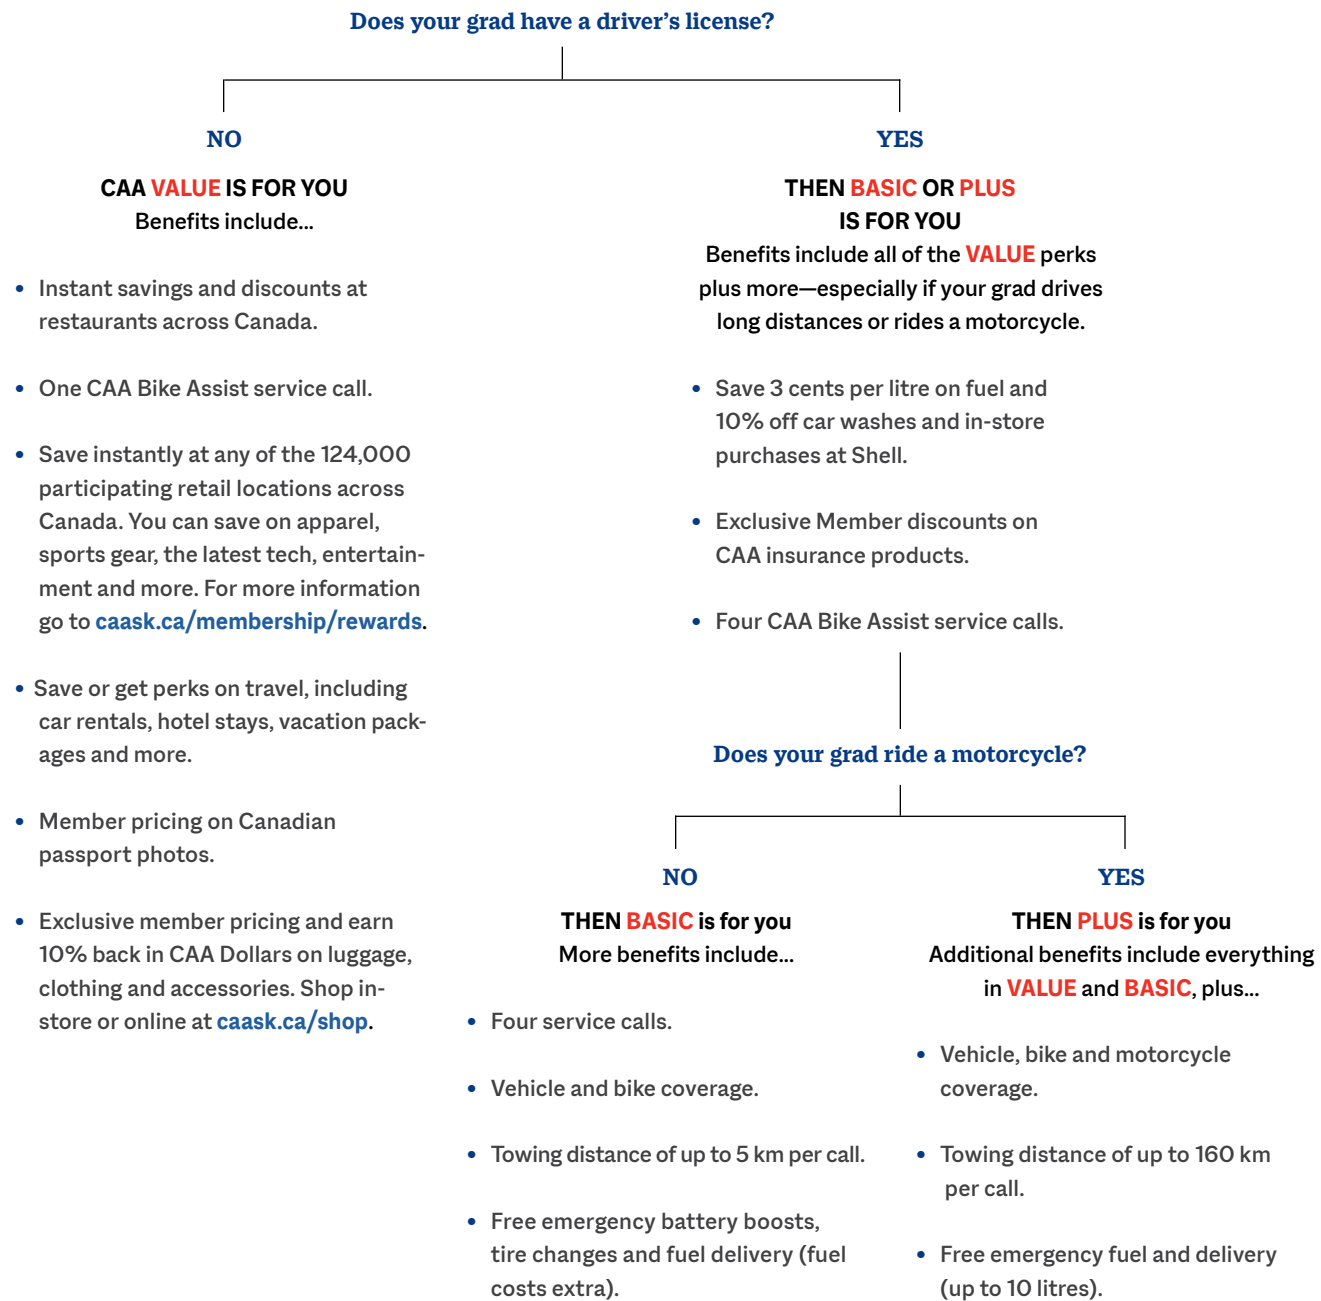 Does your grad have a driver’s license?
NO
CAA VALUE IS FOR YOU
Benefits include...
• Instant savings and discounts at
restaurants across Canada.
• One CAA Bike Assist service call.
• Save instantly at any of the 124,000
participating retail locations across
Canada. You can save on apparel,
sports gear, the latest tech, entertain-
ment and more. For more information
go to caask.ca/membership/rewards.
• Save or get perks on travel, including
car rentals, hotel stays, vacation pack-
ages and more.
• Member pricing on Canadian
passport photos.
• Exclusive member pricing and earn
10% back in CAA Dollars on luggage,
clothing and accessories. Shop in-
store or online at caask.ca/shop.
YES
THEN BASIC OR PLUS
IS FOR YOU
Benefits include all of the VALUE perks
plus more—especially if your grad drives
long distances or rides a motorcycle.
• Save 3 cents per litre on fuel and
10% off car washes and in-store
purchases at Shell.
• Exclusive Member discounts on
CAA insurance products.
• Four CAA Bike Assist service calls.
Does your grad ride a motorcycle?
NO
THEN BASIC is for you
More benefits include...
• Four service calls.
• Vehicle and bike coverage.
• Towing distance of up to 5 km per call.
• Free emergency battery boosts,
tire changes and fuel delivery (fuel
costs extra).
YES
THEN PLUS is for you
Additional benefits include everything
in VALUE and BASIC, plus...
• Vehicle, bike and motorcycle
coverage.
• Towing distance of up to 160 km
per call.
• Free emergency fuel and delivery
(up to 10 litres).